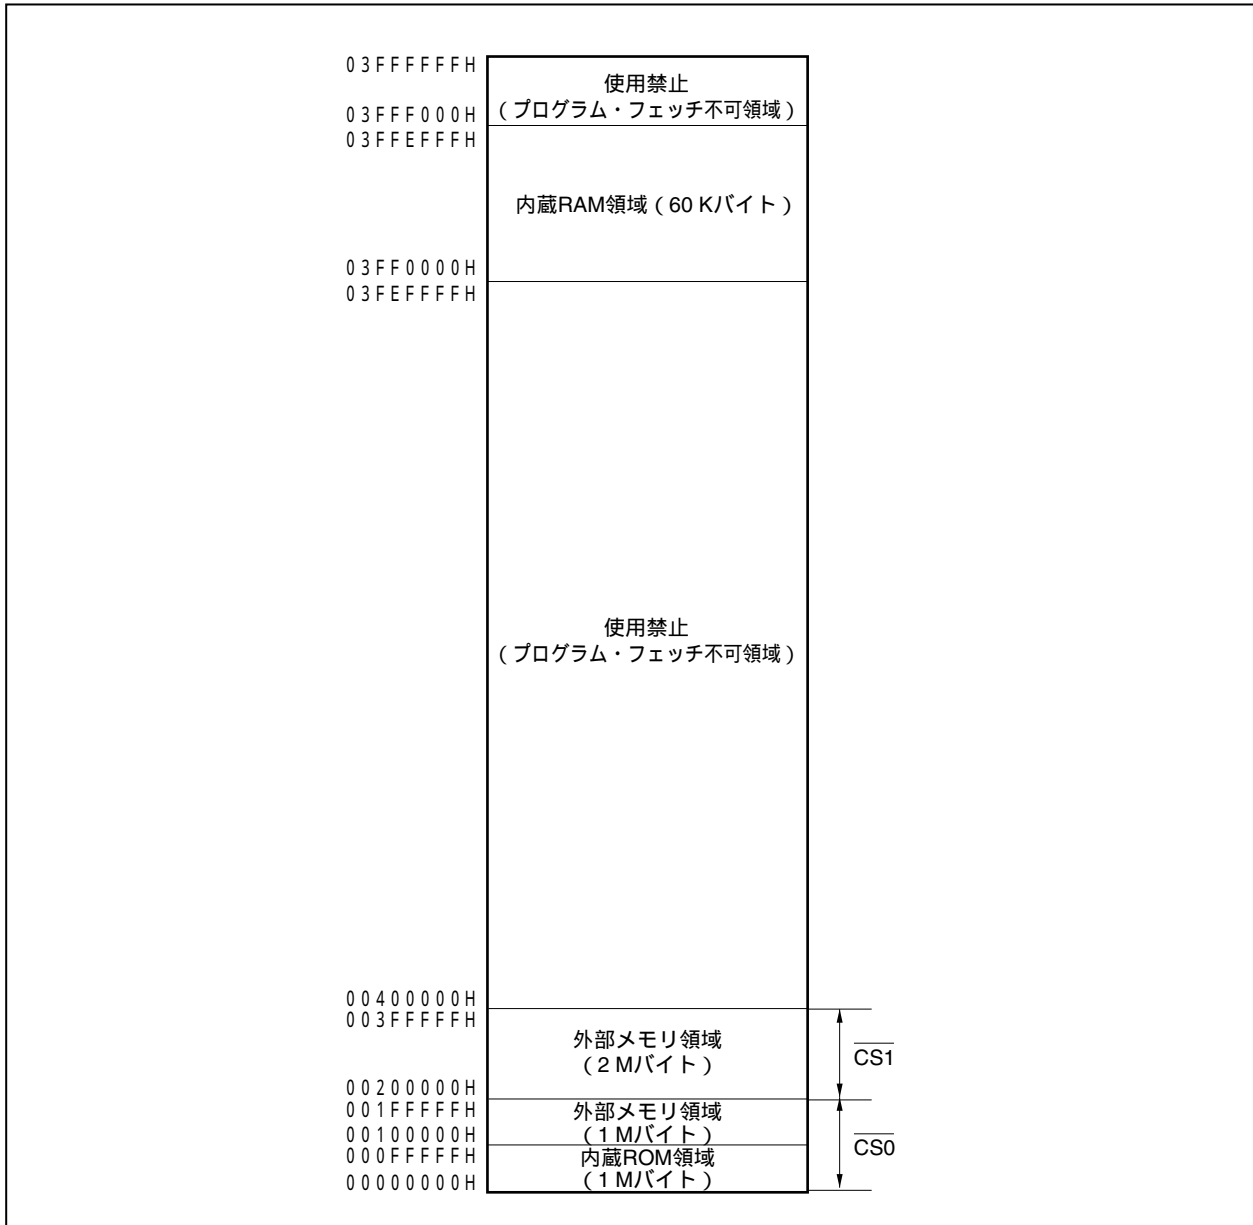 03FFFFFFH
使用禁止
(プログラム・フェッチ不可領域)
03FFF000H
03FFEFFFH
内蔵RAM領域(60 Kバイト)
03FF0000H
03FEFFFFH
使用禁止
(プログラム・フェッチ不可領域)
00400000H
003FFFFFH
外部メモリ領域
(2 Mバイト)
CS1
00200000H
001FFFFFH
外部メモリ領域
(1 Mバイト)
00100000H
CS0
000FFFFFH
内蔵ROM領域
(1 Mバイト)
00000000H